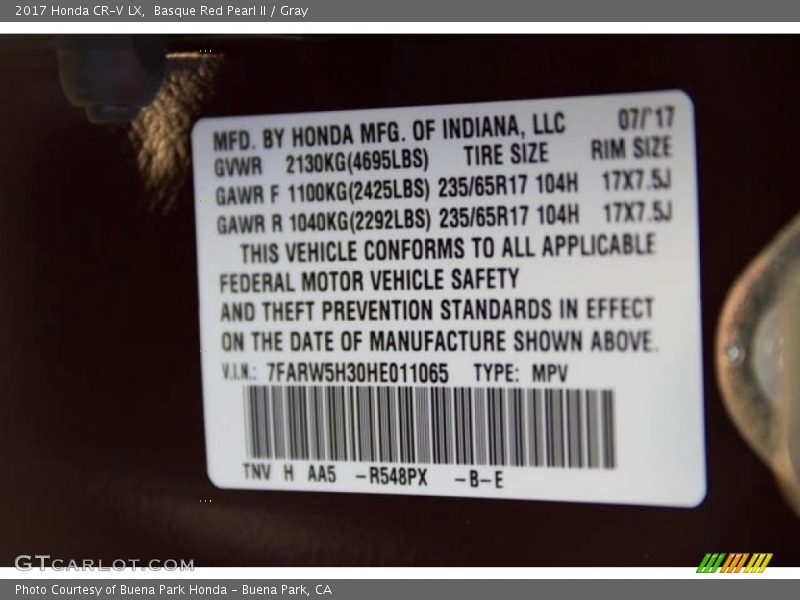 2017 Honda CR-V LX, Basque Red Pearl II / Gray
MFD. BY HONDA MFG. OF INDIANA, LLC 07/'17
GVWR 2130KG(4695LBS) TIRE SIZE RIM SIZE
GAWR F 1100KG(2425LBS) 235/65R17 104H 17X7.5J
GAWR R 1040KG(2292LBS) 235/65R17 104H 17X7.5J
THIS VEHICLE CONFORMS TO ALL APPLICABLE
FEDERAL MOTOR VEHICLE SAFETY
AND THEFT PREVENTION STANDARDS IN EFFECT
ON THE DATE OF MANUFACTURE SHOWN ABOVE.
V.I.N.: 7FARW5H30HE011065 TYPE: MPV
TNV H AA5 -R548PX -B-E
GTCARLOT.COM
Photo Courtesy of Buena Park Honda - Buena Park, CA